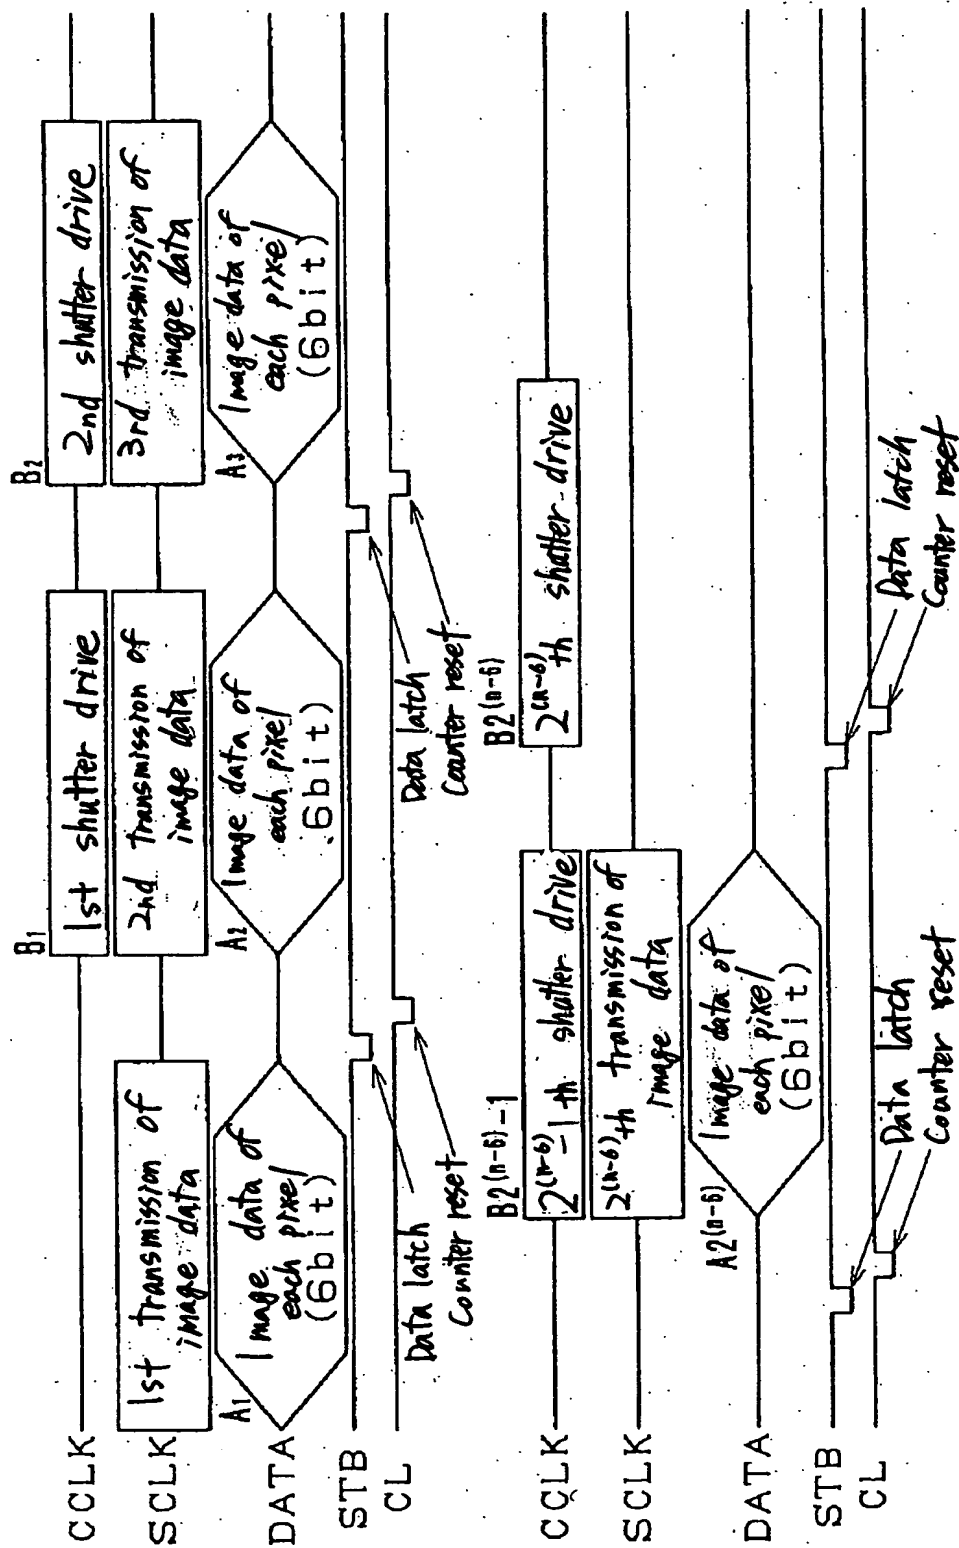 CCLK
B1
1st shutter drive
B2
2nd shutter drive
SCLK
1st transmission of
image data
2nd transmission of
image data
3rd transmission of
image data
DATA
A1
Image data of
each pixel
(6bit)
A2
Image data of
each pixel
6bit)
A3
Image data of
each pixel
(6bit)
STB
CL
Data latch
Counter reset
Data latch
Counter reset
CCLK
B2(n-6)-1
2(n-6)-1th shutter drive
B2(n-6)
2(n-6)th shutter drive
SCLK
2(n-6)th transmission of
image data
DATA
A2(n-6)
Image data of
each pixel
(6bit)
STB
CL
Data latch
Counter reset
Data latch
Counter reset